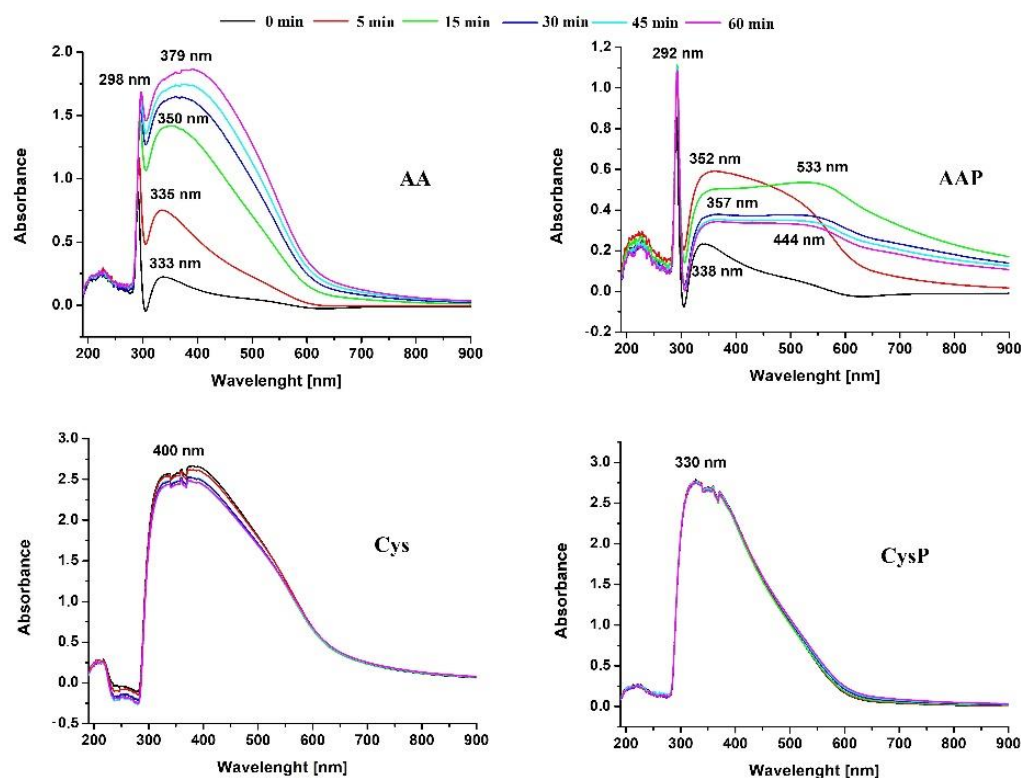 0 min 5 min 15 min 30 min 45 min 60 min
2.0
1.5
1.0
0.5
0.0
Absorbance
298 nm
379 nm
350 nm
335 nm
333 nm
AA
200 300 400 500 600 700 800 900
Wavelenght [nm]
1.2
1.0
0.8
0.6
0.4
0.2
0.0
-0.2
Absorbance
292 nm
352 nm
533 nm
357 nm
444 nm
338 nm
AAP
200 300 400 500 600 700 800 900
Wavelenght [nm]
3.0
2.5
2.0
1.5
1.0
0.5
0.0
-0.5
Absorbance
400 nm
Cys
200 300 400 500 600 700 800 900
Wavelenght [nm]
3.0
2.5
2.0
1.5
1.0
0.5
0.0
Absorbance
330 nm
CysP
200 300 400 500 600 700 800 900
Wavelenght [nm]